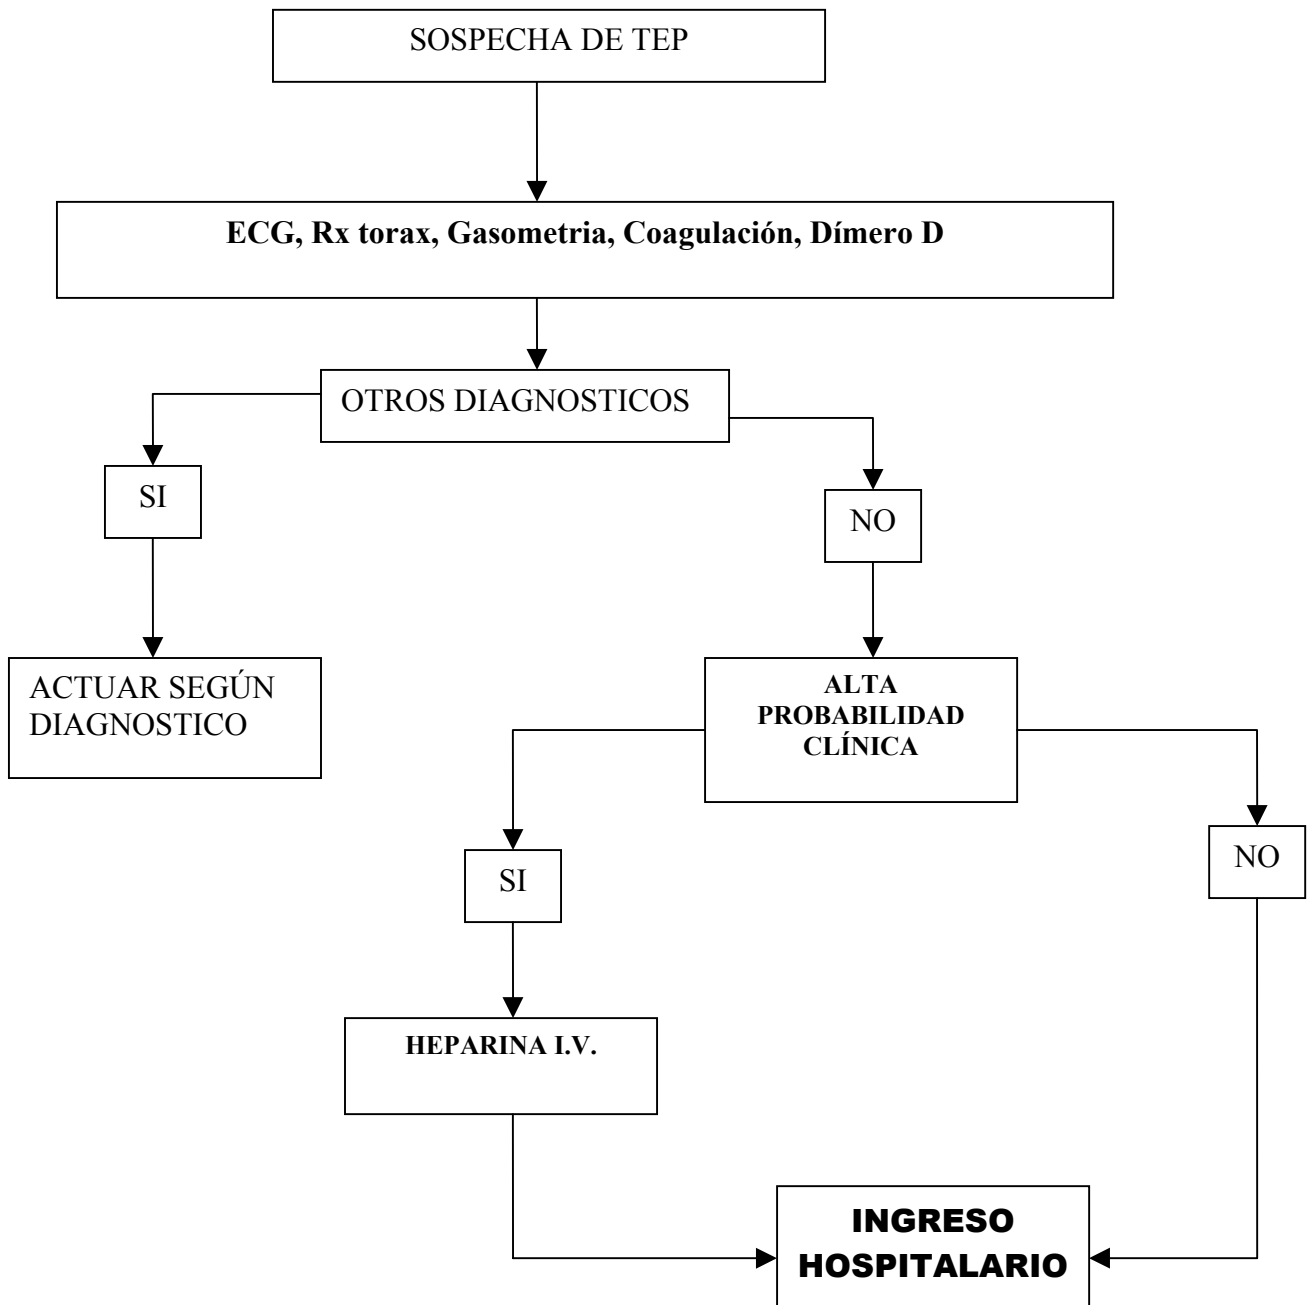 SOSPECHA DE TEP
ECG, Rx torax, Gasometria, Coagulación, Dímero D
OTROS DIAGNOSTICOS
SI
NO
ACTUAR SEGÚN
DIAGNOSTICO
ALTA
PROBABILIDAD
CLÍNICA
SI
NO
HEPARINA I.V.
INGRESO
HOSPITALARIO